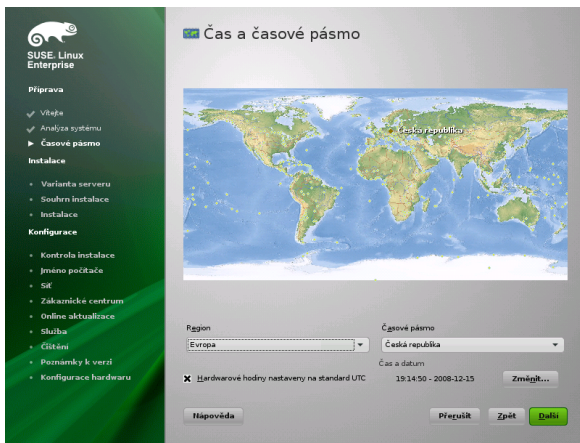 SUSE. Linux
Enterprise
Příprava
Vítejte
Analýza systému
Časové pásmo
Instalace
Varianta serveru
Souhrn instalace
Instalace
Konfigurace
Kontrola instalace
Jméno počítače
Síť
Zákaznické centrum
Online aktualizace
Služba
Čištění
Poznámky k verzi
Konfigurace hardwaru
Čas a časové pásmo
Česká republika
Region
Evropa
Časové pásmo
Česká republika
Hardwarové hodiny nastaveny na standard UTC
Čas a datum
19:14:50 - 2008-12-15
Změnit...
Nápověda
Přerušit
Zpět
Další